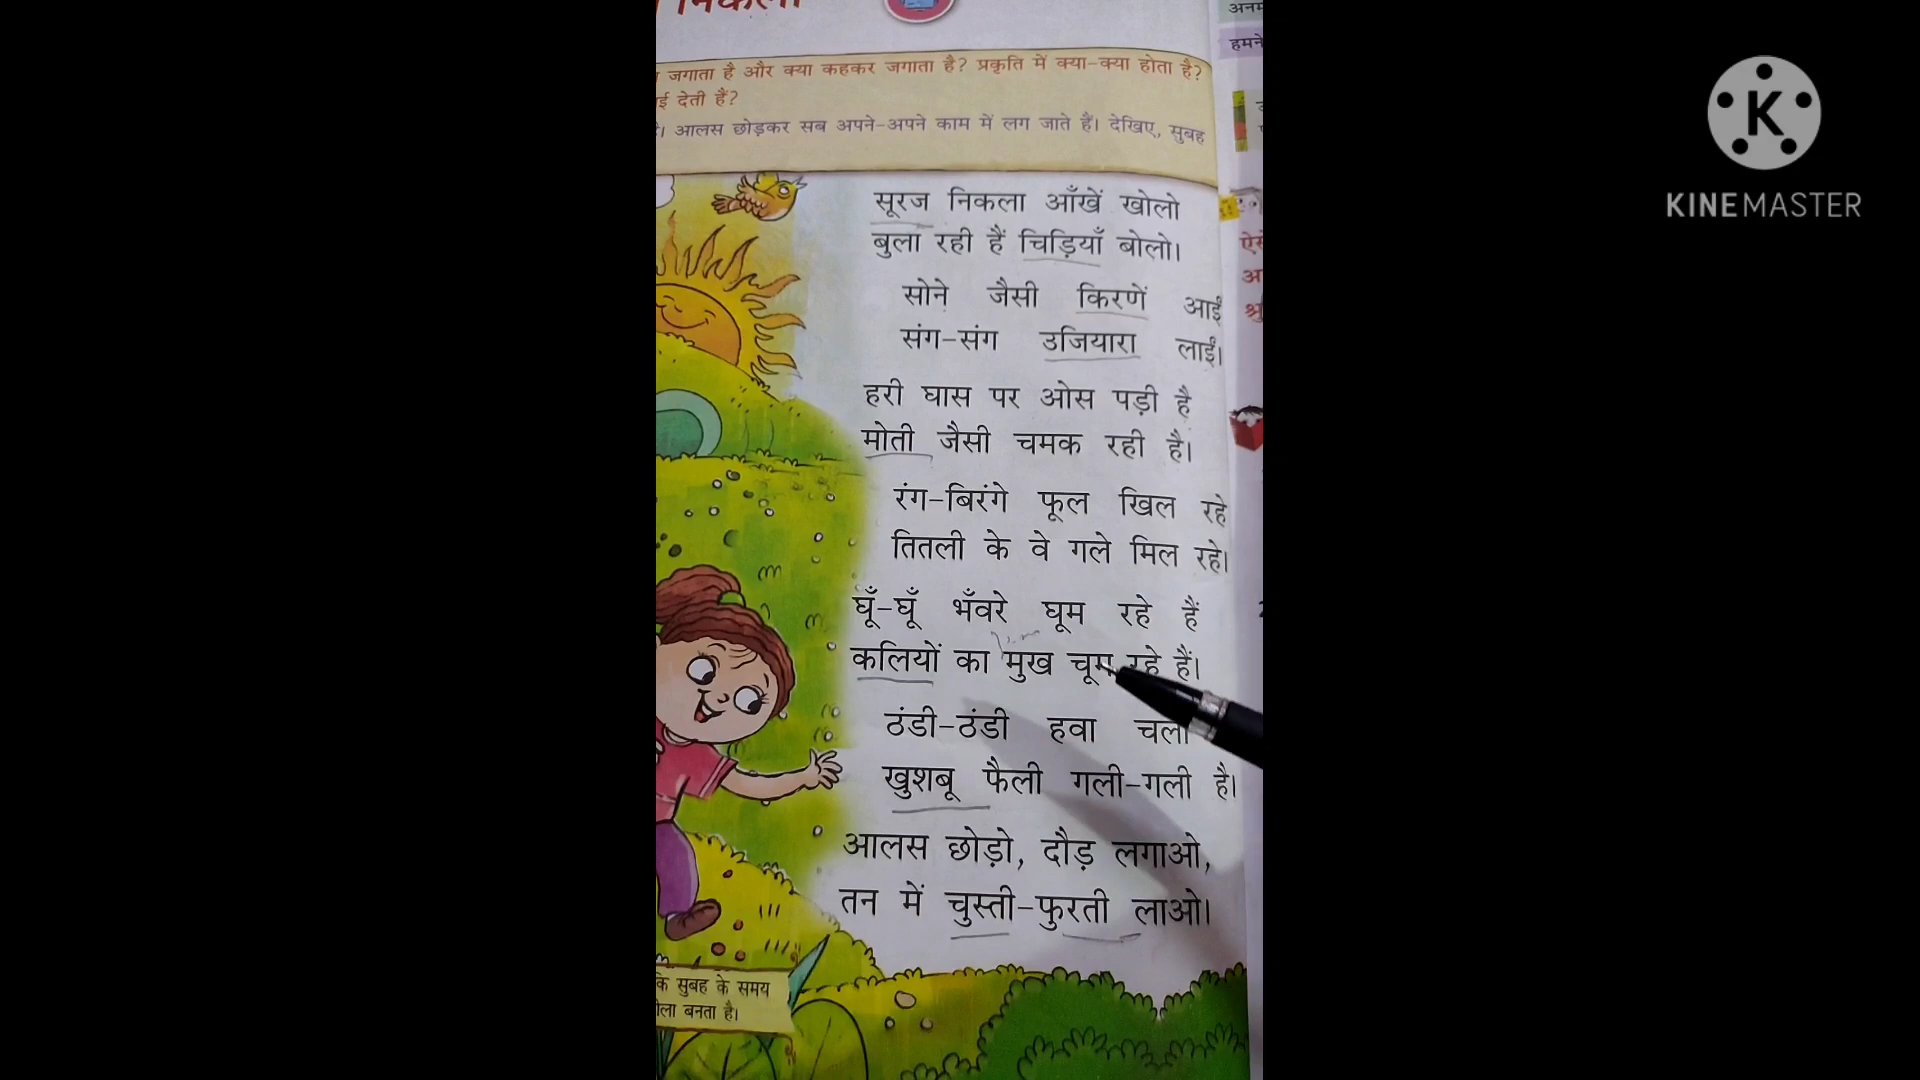 निकला
जगाता है और क्या कहकर जगाता है? प्रकृति में क्या-क्या होता है?
देती हैं?
आलस छोड़कर सब अपने-अपने काम में लग जाते हैं। देखिए, सुबह
सूरज निकला आँखें खोलो
बुला रही हैं चिड़ियाँ बोलो।
सोने जैसी किरणें आईं
संग-संग उजियारा लाईं।
हरी घास पर ओस पड़ी है
मोती जैसी चमक रही है।
रंग-बिरंगे फूल खिल रहे
तितली के वे गले मिल रहे।
घूँ-घूँ भँवरे घूम रहे हैं
कलियों का मुख चूम रहे हैं।
ठंडी-ठंडी हवा चली
खुशबू फैली गली-गली है।
आलस छोड़ो, दौड़ लगाओ,
तन में चुस्ती-फुरती लाओ।
कि सुबह के समय
बनता है।
हमने
K
KINEMASTER